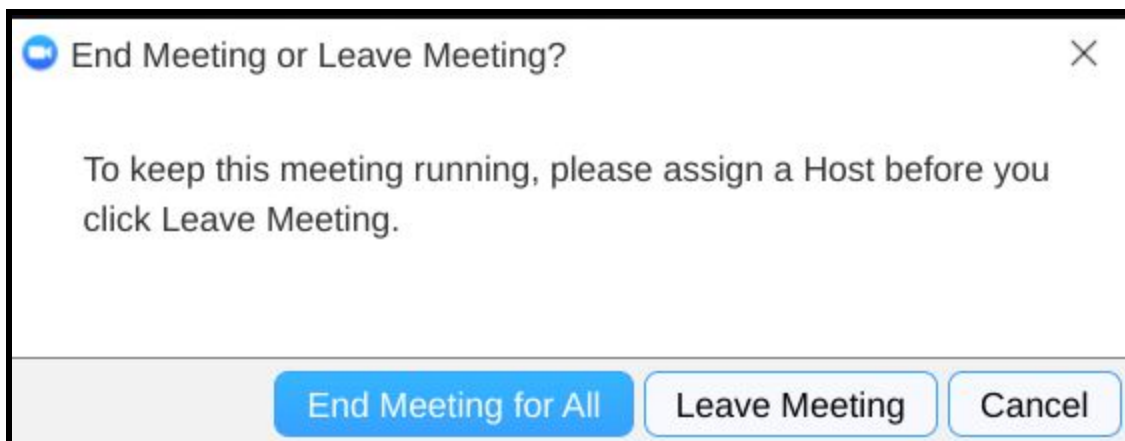 End Meeting or Leave Meeting?
To keep this meeting running, please assign a Host before you
click Leave Meeting.
End Meeting for All
Leave Meeting
Cancel